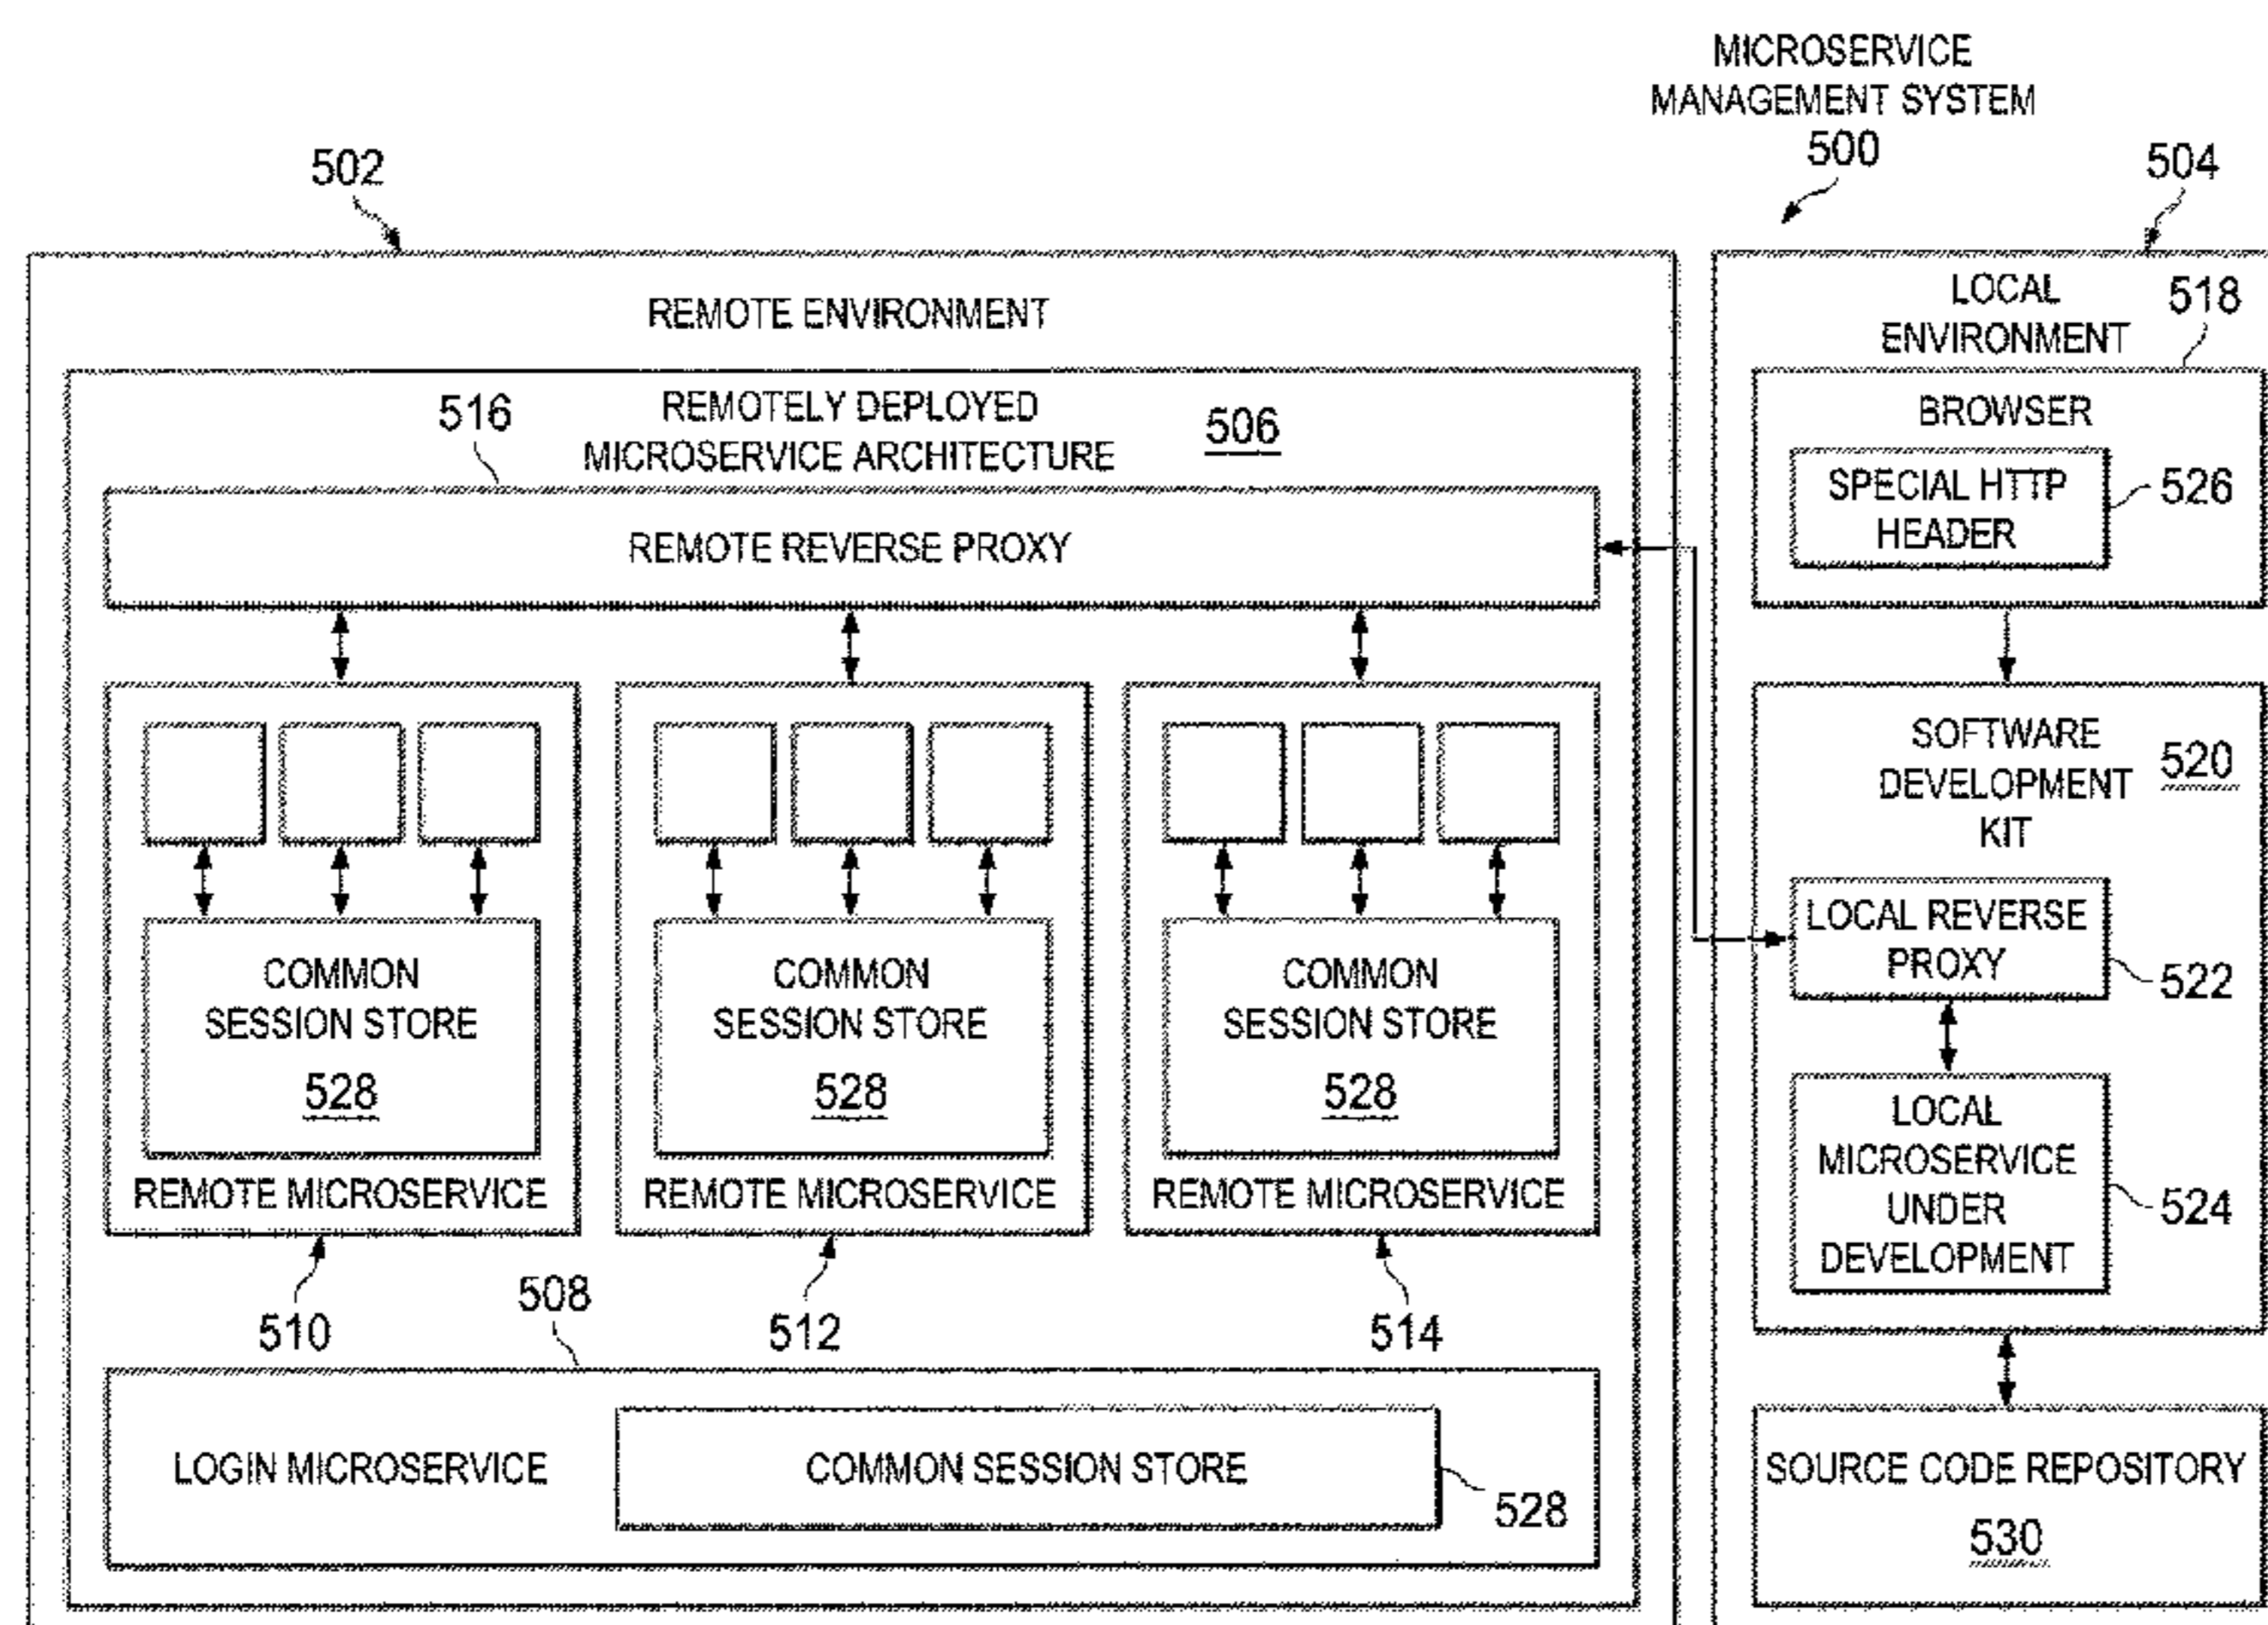 MICROSERVICE
MANAGEMENT SYSTEM
500
502
504
REMOTE ENVIRONMENT
REMOTELY DEPLOYED
MICROSERVICE ARCHITECTURE
506
516
REMOTE REVERSE PROXY
COMMON
SESSION STORE
528
REMOTE MICROSERVICE
510
COMMON
SESSION STORE
528
REMOTE MICROSERVICE
512
COMMON
SESSION STORE
528
REMOTE MICROSERVICE
514
508
LOGIN MICROSERVICE
COMMON SESSION STORE
528
LOCAL
ENVIRONMENT
518
BROWSER
SPECIAL HTTP
HEADER
526
SOFTWARE
DEVELOPMENT
KIT
520
LOCAL REVERSE
PROXY
522
LOCAL
MICROSERVICE
UNDER
DEVELOPMENT
524
SOURCE CODE REPOSITORY
530